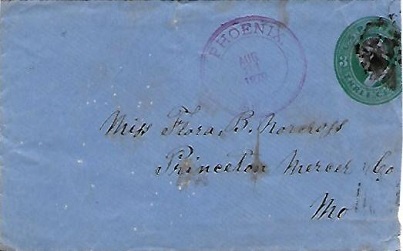 PHOENIX
AUG
Miss Flora B. Norcross
Princeton Mercer Co
Mo